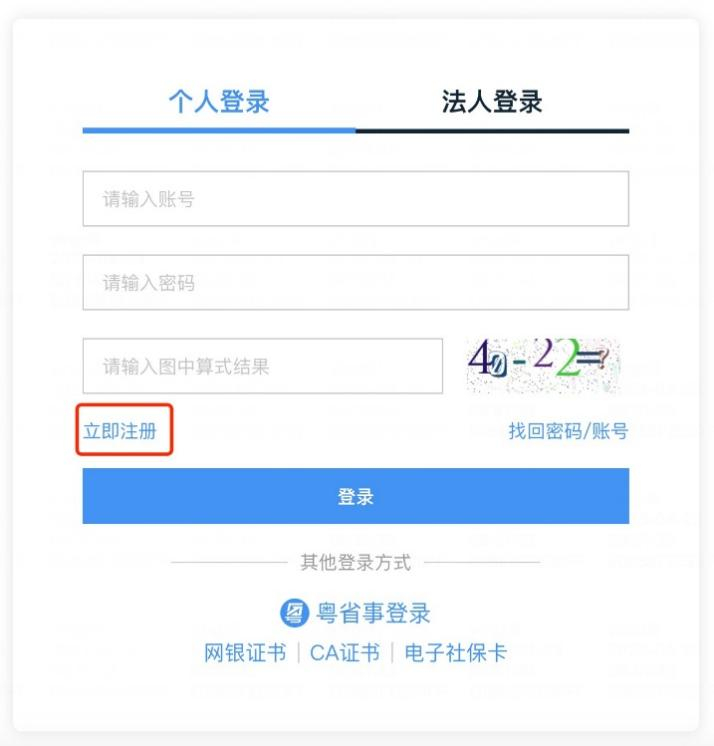 个人登录 法人登录
请输入账号
请输入密码
请输入图中算式结果 40-22=?
立即注册 找回密码/账号
登录
其他登录方式
粤省事登录
网银证书 | CA证书 | 电子社保卡